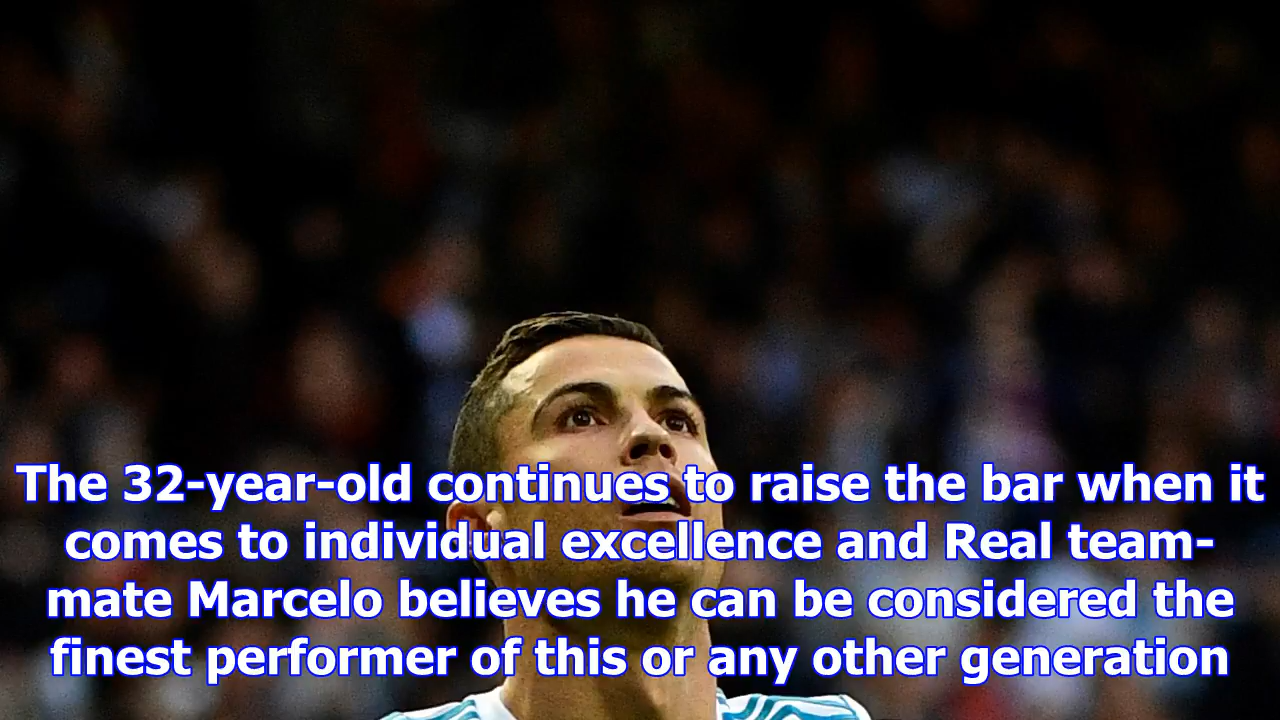 The 32-year-old continues to raise the bar when it
comes to individual excellence and Real team-
mate Marcelo believes he can be considered the
finest performer of this or any other generation